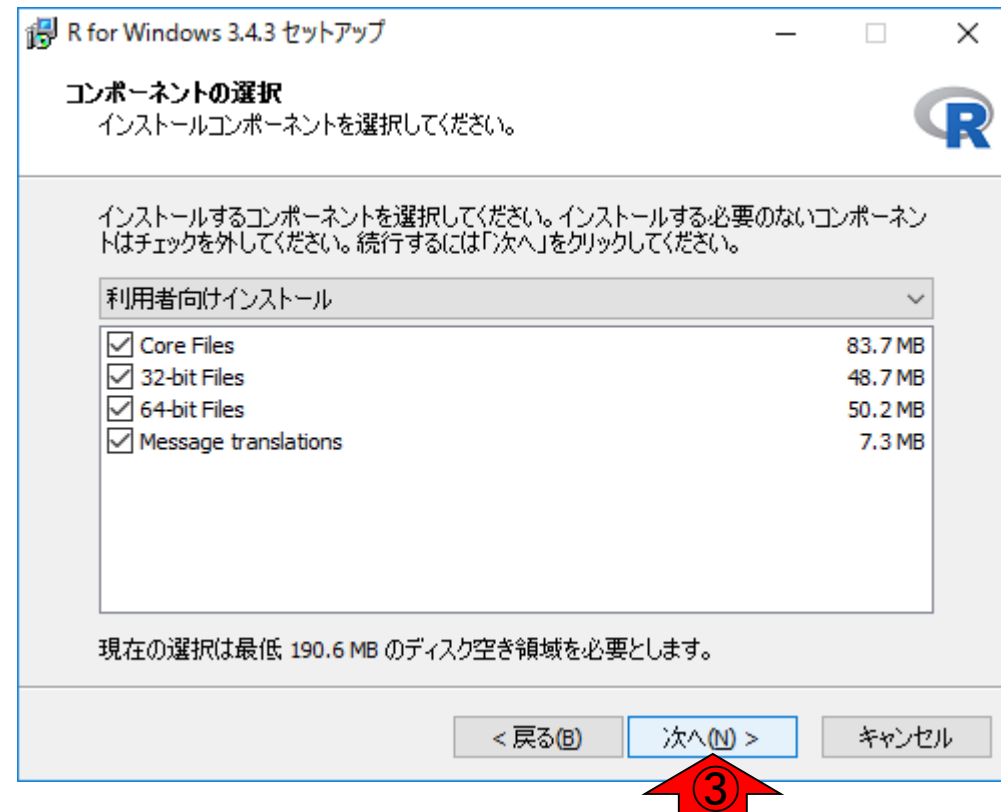 R for Windows 3.4.3 セットアップ
コンポーネントの選択
インストールコンポーネントを選択してください。
R
インストールするコンポーネントを選択してください。インストールする必要のないコンポーネン
トはチェックを外してください。続行するには「次へ」をクリックしてください。
利用者向けインストール
Core Files 83.7 MB
32-bit Files 48.7 MB
64-bit Files 50.2 MB
Message translations 7.3 MB
現在の選択は最低 190.6 MB のディスク空き領域を必要とします。
< 戻る(B) 次へ(N) > キャンセル
③